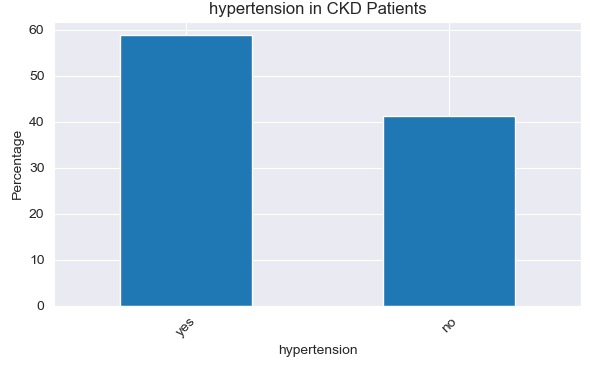 hypertension in CKD Patients
Percentage
60
50
40
30
20
10
0
yes
no
hypertension